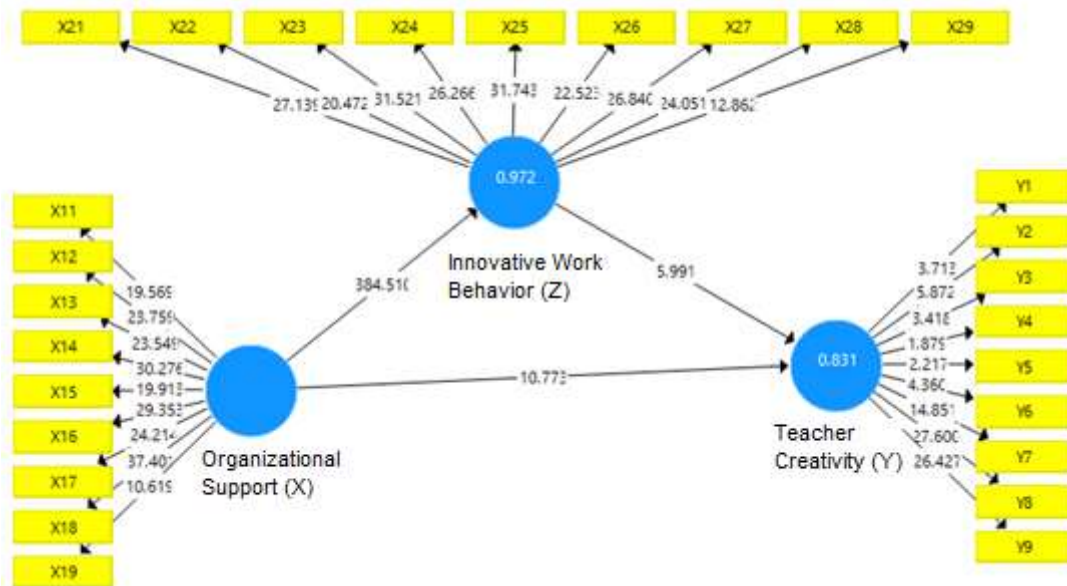 X21 X22 X23 X24 X25 X26 X27 X28 X29
27.139 20.472 31.521 26.266 31.743 22.523 26.840 24.051 12.862
0.972
Innovative Work
Behavior (Z)
X11
X12
X13
X14
X15
X16
X17
X18
X19
19.569
23.759
23.549
30.276
19.913
29.353
24.214
10.619
384.510
5.991
10.773
Organizational
Support (X)
0.831
Teacher
Creativity (Y)
3.713
5.872
3.418
1.879
2.217
4.360
14.851
27.600
26.427
Y1
Y2
Y3
Y4
Y5
Y6
Y7
Y8
Y9